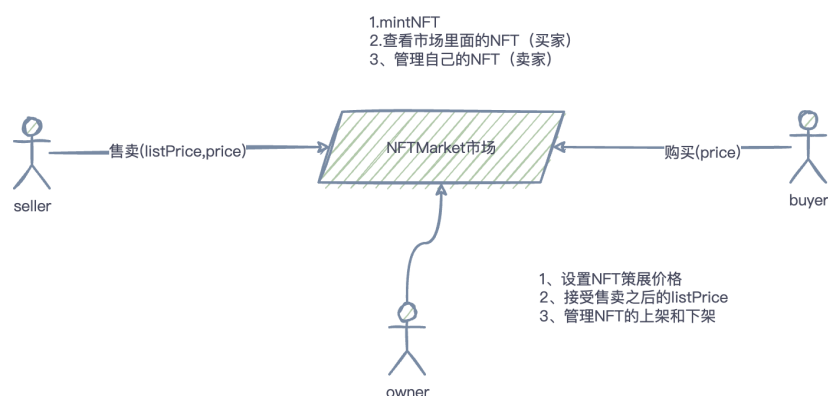 1.mintNFT
2.查看市场里面的NFT（买家）
3、管理自己的NFT（卖家）
售卖(listPrice,price)
NFTMarket市场
购买(price)
seller
buyer
1、设置NFT策展价格
2、接受售卖之后的listPrice
3、管理NFT的上架和下架
owner